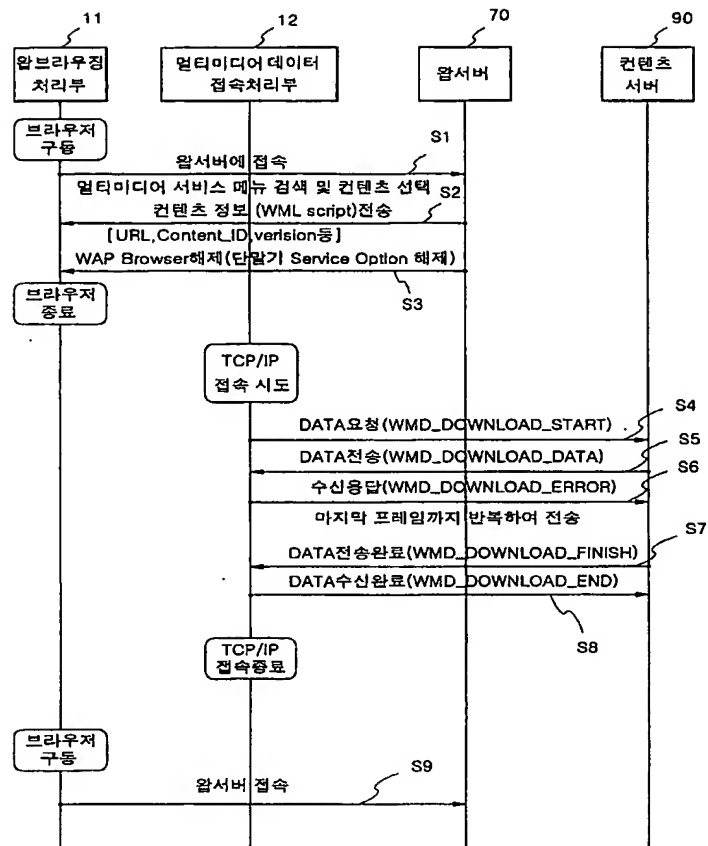 11
12
70
90
왑브라우징
처리부
멀티미디어 데이터
접속처리부
왑서버
컨텐츠
서버
브라우저
구동
S1
왑서버에 접속
멀티미디어 서비스 메뉴 검색 및 컨텐츠 선택
S2
컨텐츠 정보 (WML script)전송
[URL,Content_ID,verision등]
WAP Browser해제(단말기 Service Option 해제)
S3
브라우저
종료
TCP/IP
접속 시도
S4
DATA요청(WMD_DOWNLOAD_START)
S5
DATA전송(WMD_DOWNLOAD_DATA)
S6
수신응답(WMD_DOWNLOAD_ERROR)
마지막 프레임까지 반복하여 전송
S7
DATA전송완료(WMD_DOWNLOAD_FINISH)
DATA수신완료(WMD_DOWNLOAD_END)
S8
TCP/IP
접속종료
브라우저
구동
S9
왑서버 접속